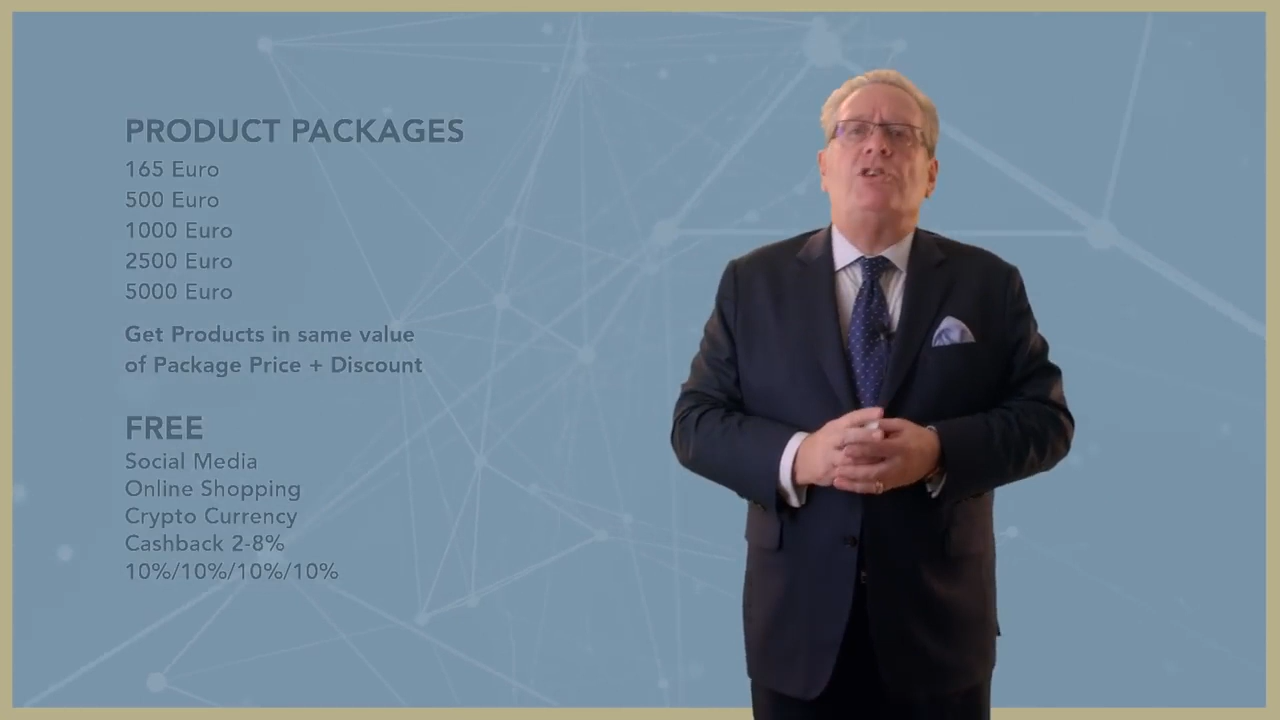 PRODUCT PACKAGES
165 Euro
500 Euro
1000 Euro
2500 Euro
5000 Euro
Get Products in same value
of Package Price + Discount
FREE
Social Media
Online Shopping
Crypto Currency
Cashback 2-8%
10%/10%/10%/10%